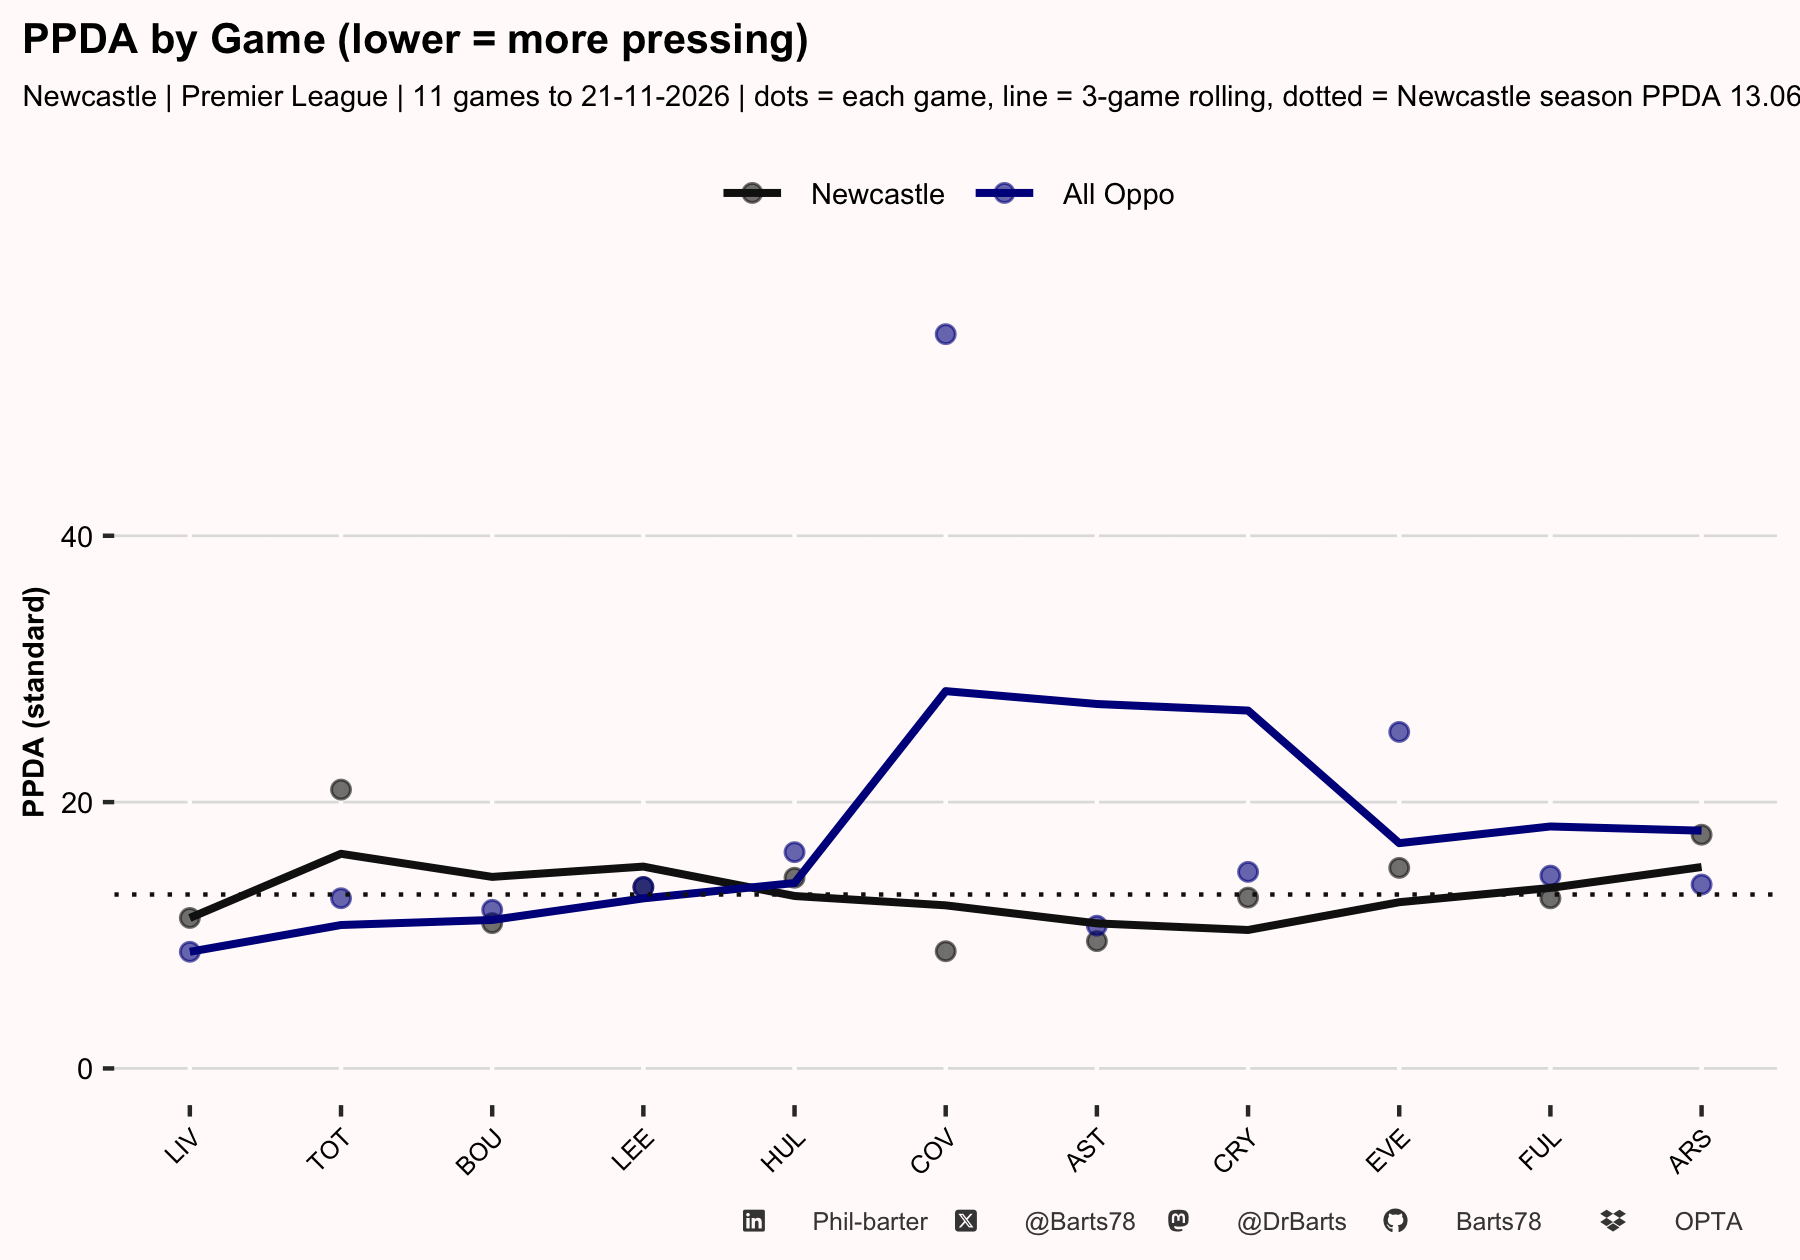 PPDA by Game (lower = more pressing)
Newcastle | Premier League | 11 games to 21-11-2026 | dots = each game, line = 3-game rolling, dotted = Newcastle season PPDA 13.06
Newcastle All Oppo
PPDA (standard)
40
20
0
LIV TOT BOU LEE HUL COV AST CRY EVE FUL ARS
Phil-barter @Barts78 @DrBarts Barts78 OPTA